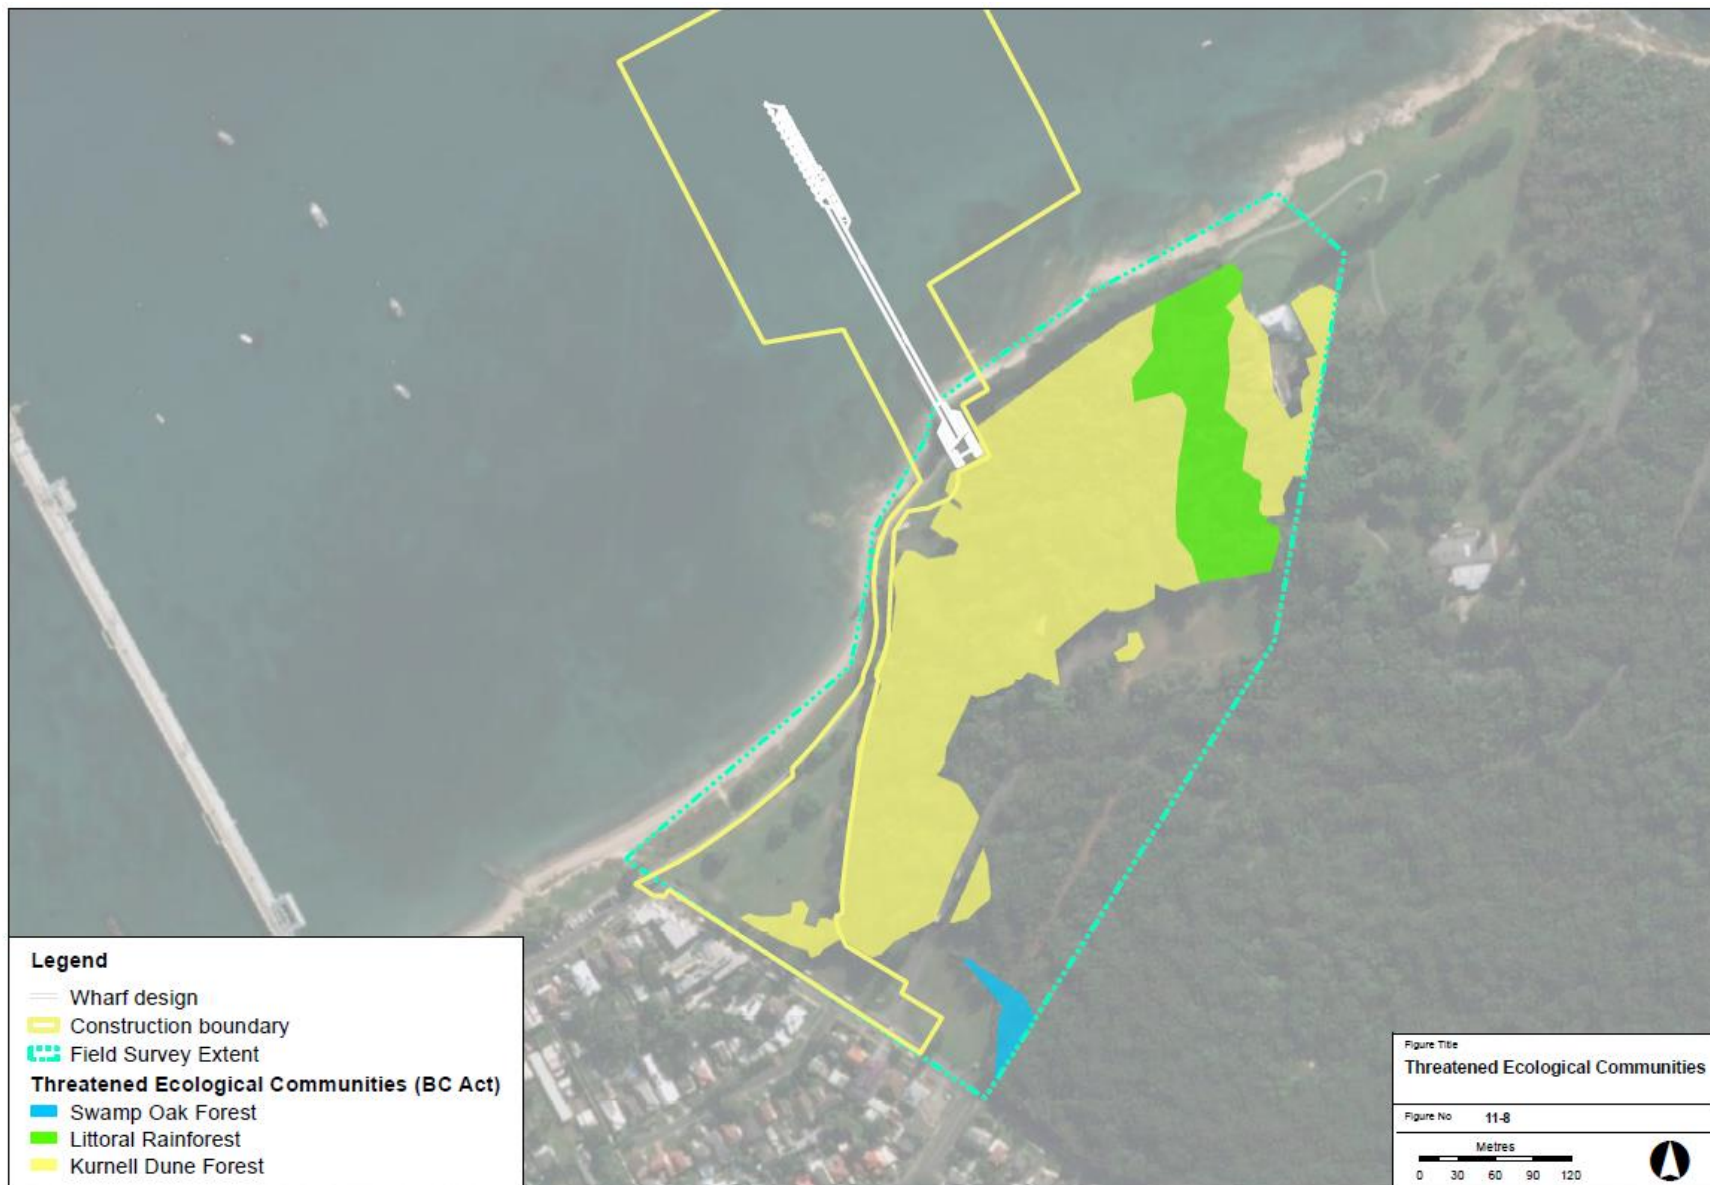 Legend
Wharf design
Construction boundary
Field Survey Extent
Threatened Ecological Communities (BC Act)
Swamp Oak Forest
Littoral Rainforest
Kurnell Dune Forest
Figure Title
Threatened Ecological Communities
Figure No 11-8
Metres
0 30 60 90 120